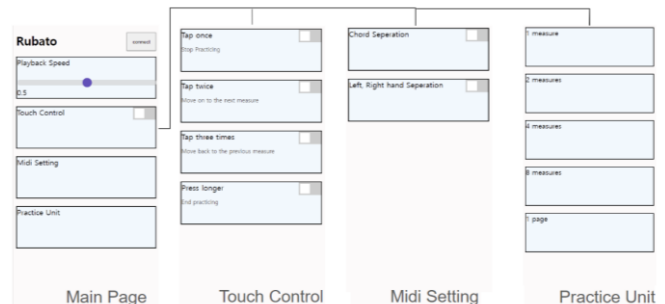 Rubato
connect
Playback Speed
0.5
Touch Control
Midi Setting
Practice Unit
Main Page
Tap once
Stop Practicing
Tap twice
Move on to the next measure
Tap three times
Move back to the previous measure
Press longer
End practicing
Touch Control
Chord Seperation
Left, Right hand Seperation
Midi Setting
1 measure
2 measures
4 measures
8 measures
1 page
Practice Unit